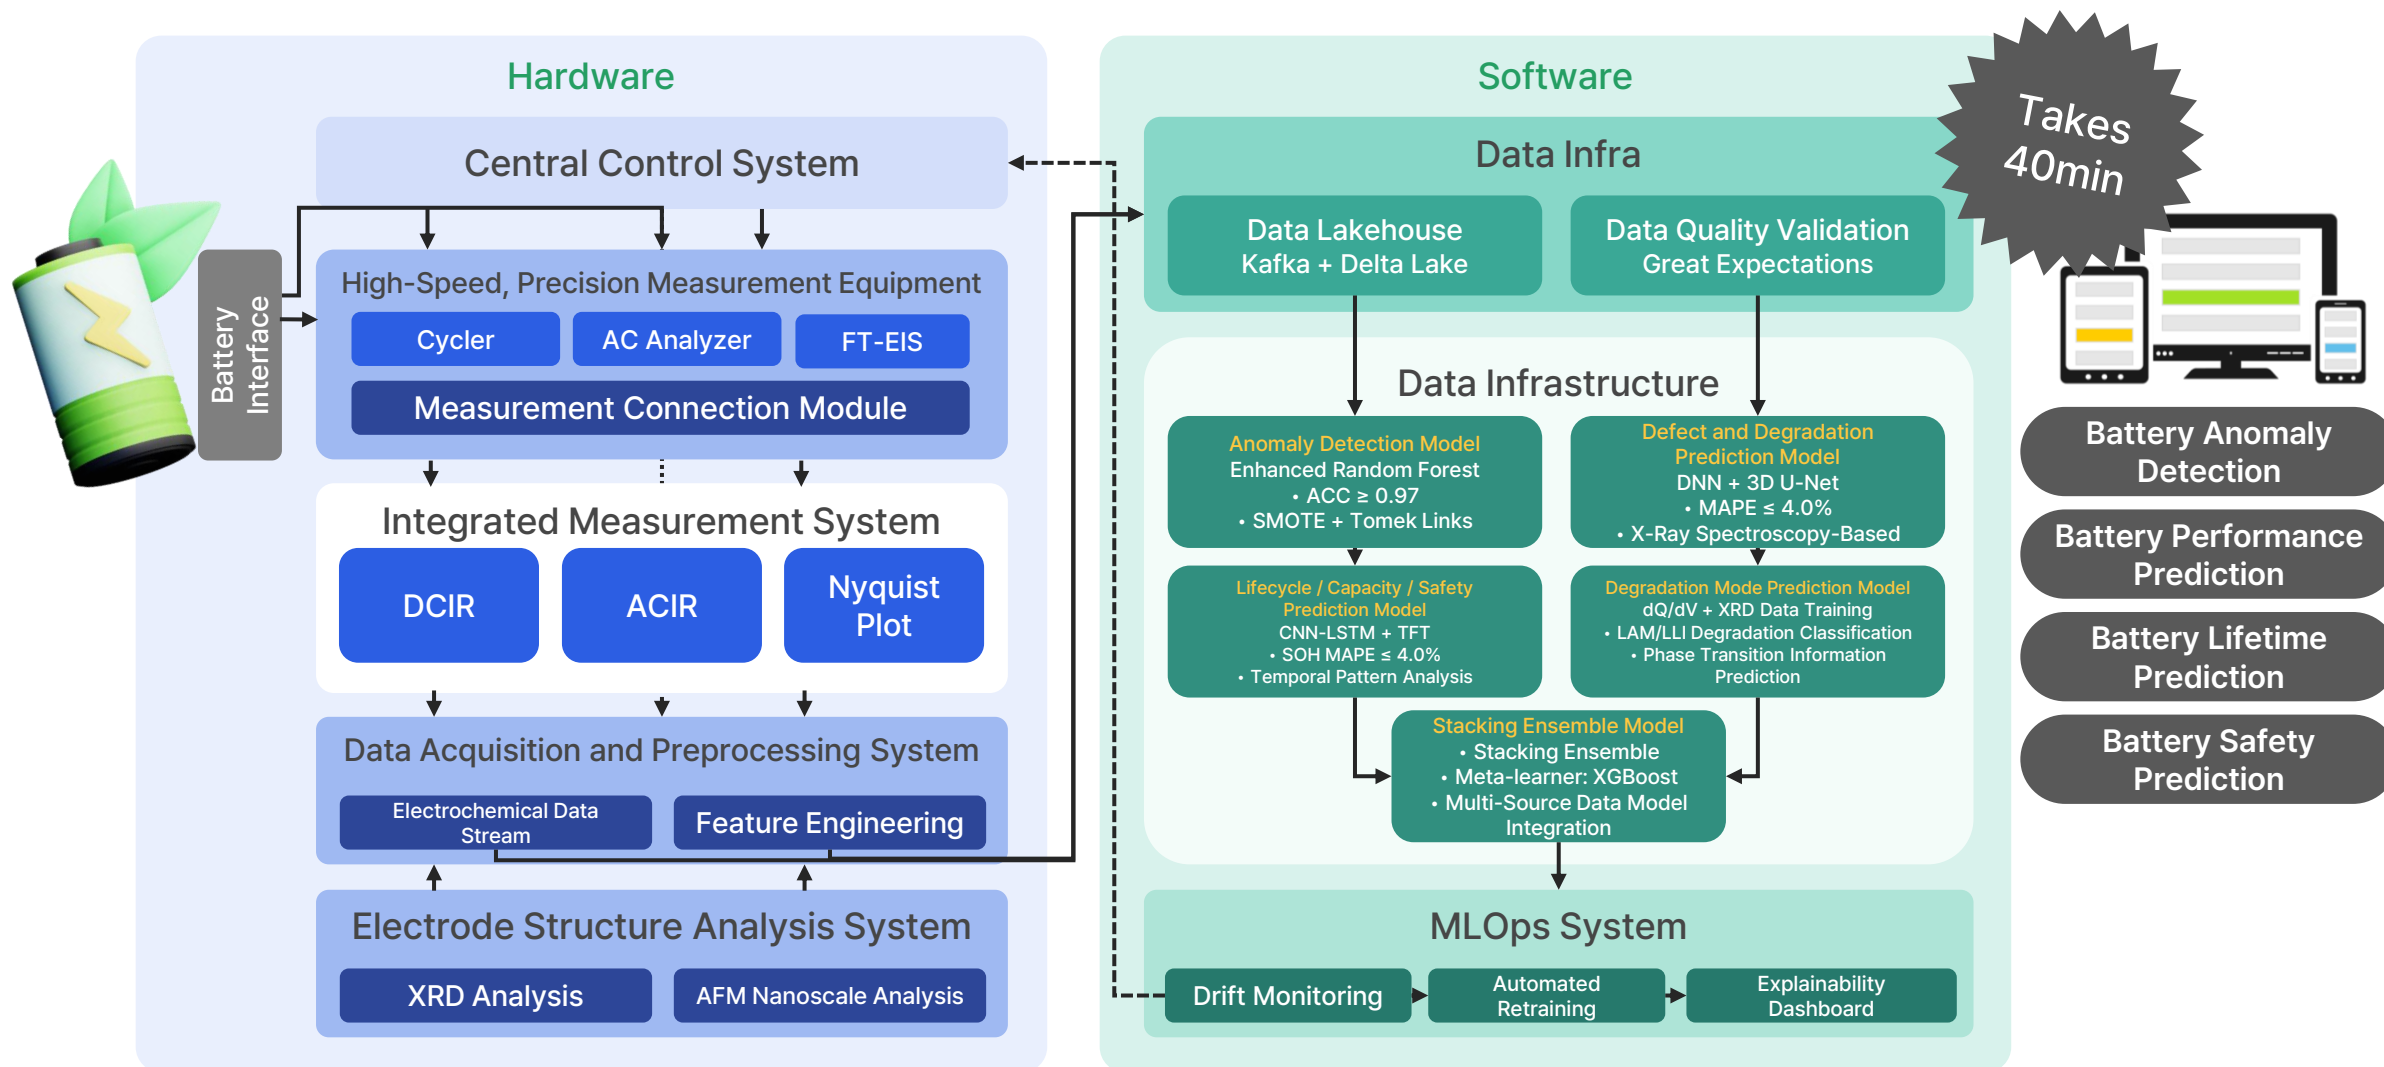 Hardware
Central Control System
Battery
Interface
High-Speed, Precision Measurement Equipment
Cycler
AC Analyzer
FT-EIS
Measurement Connection Module
Integrated Measurement System
DCIR
ACIR
Nyquist
Plot
Data Acquisition and Preprocessing System
Electrochemical Data
Stream
Feature Engineering
Electrode Structure Analysis System
XRD Analysis
AFM Nanoscale Analysis
Software
Data Infra
Data Lakehouse
Kafka + Delta Lake
Data Quality Validation
Great Expectations
Data Infrastructure
Anomaly Detection Model
Enhanced Random Forest
• ACC ≥ 0.97
• SMOTE + Tomek Links
Defect and Degradation
Prediction Model
DNN + 3D U-Net
• MAPE ≤ 4.0%
• X-Ray Spectroscopy-Based
Lifecycle / Capacity / Safety
Prediction Model
CNN-LSTM + TFT
• SOH MAPE ≤ 4.0%
• Temporal Pattern Analysis
Degradation Mode Prediction Model
dQ/dV + XRD Data Training
• LAM/LLI Degradation Classification
• Phase Transition Information
Prediction
Stacking Ensemble Model
• Stacking Ensemble
• Meta-learner: XGBoost
• Multi-Source Data Model
Integration
MLOps System
Drift Monitoring
Automated
Retraining
Explainability
Dashboard
Takes
40min
Battery Anomaly
Detection
Battery Performance
Prediction
Battery Lifetime
Prediction
Battery Safety
Prediction